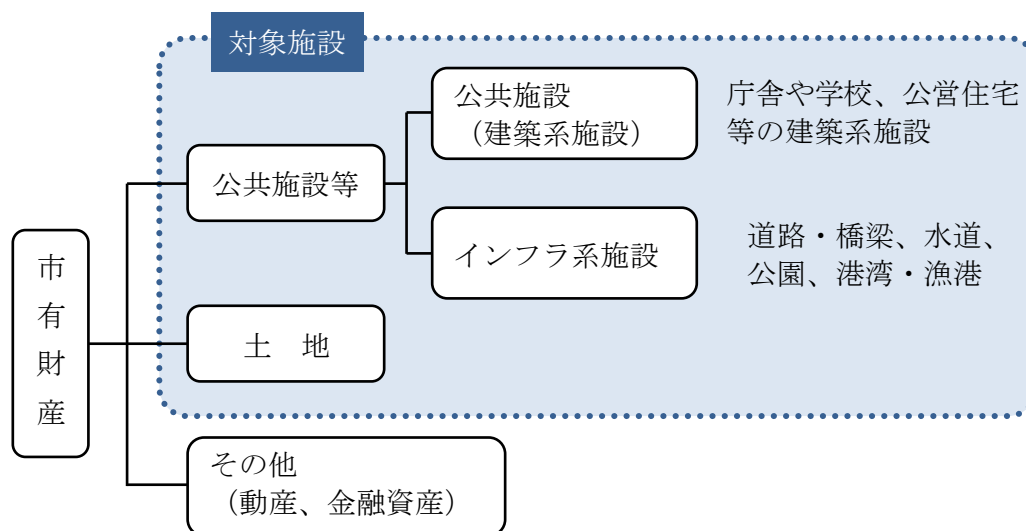 対象施設
公共施設
（建築系施設）
庁舎や学校、公営住宅
等の建築系施設
公共施設等
インフラ系施設
道路・橋梁、水道、
公園、港湾・漁港
市有財産
土　地
その他
（動産、金融資産）